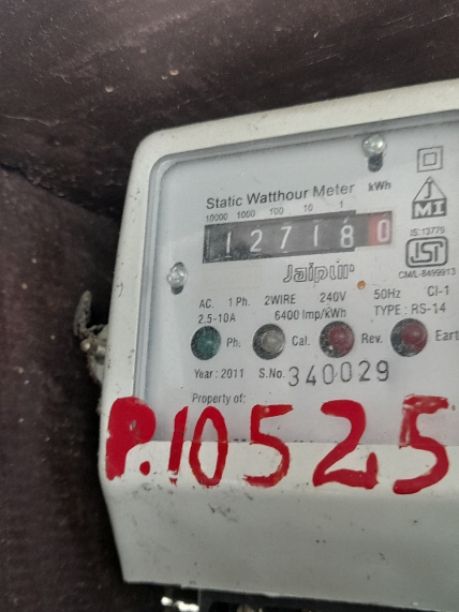 Static Watthour Meter kWh
10000 1000 100 10 1
127180
JMI
IS:13779
ISI
CM/L-8499913
Jaipur
AC. 1 Ph. 2WIRE 240V 50Hz Cl-1
2.5-10A 6400 Imp/kWh TYPE : RS-14
Ph. Cal. Rev. Eart
Year : 2011 S.No. 340029
Property of:
P.10525